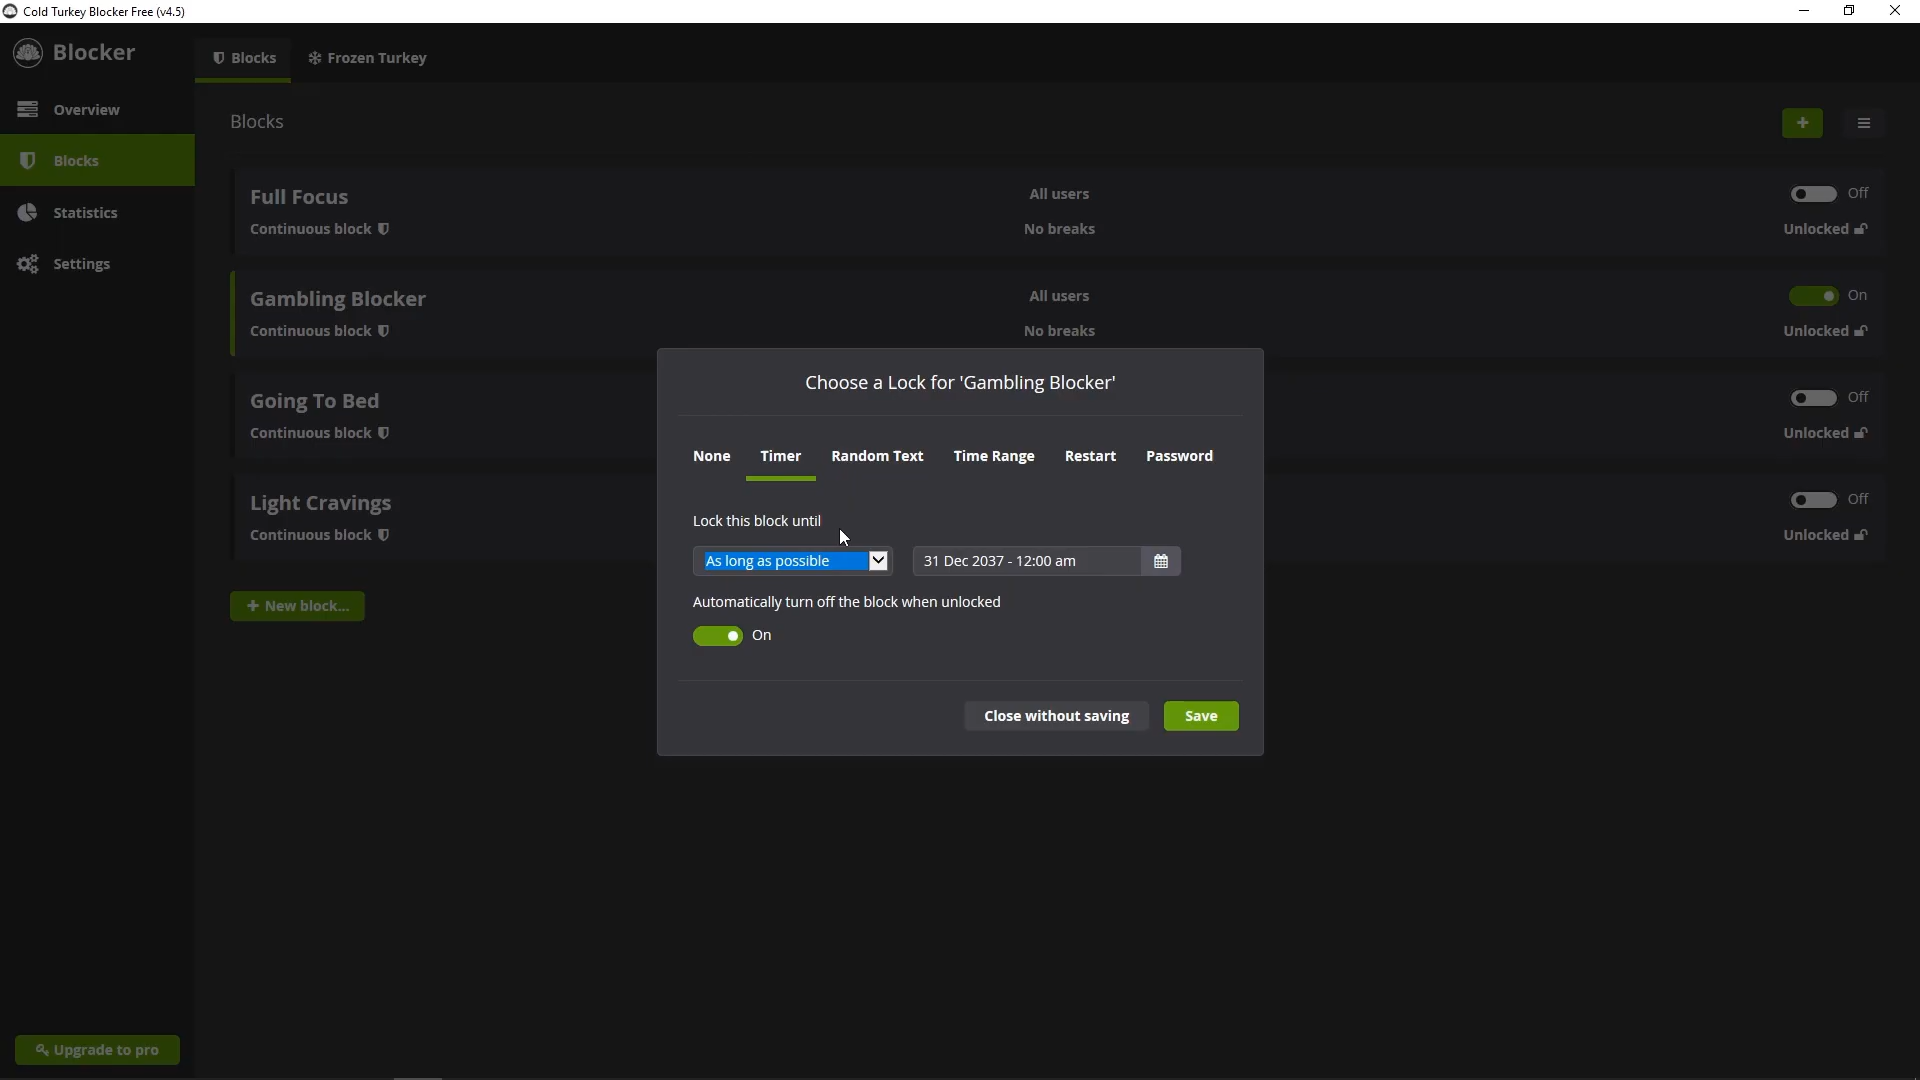 Cold Turkey Blocker Free (v4.5)
Blocker
Blocks
Frozen Turkey
Overview
Blocks
Statistics
Settings
Blocks
Full Focus
All users
Off
Continuous block
No breaks
Unlocked
Gambling Blocker
All users
On
Continuous block
No breaks
Unlocked
Going To Bed
Off
Continuous block
Unlocked
Light Cravings
Off
Continuous block
Unlocked
+ New block...
Choose a Lock for 'Gambling Blocker'
None Timer Random Text Time Range Restart Password
Lock this block until
As long as possible
31 Dec 2037 - 12:00 am
Automatically turn off the block when unlocked
On
Close without saving
Save
Upgrade to pro